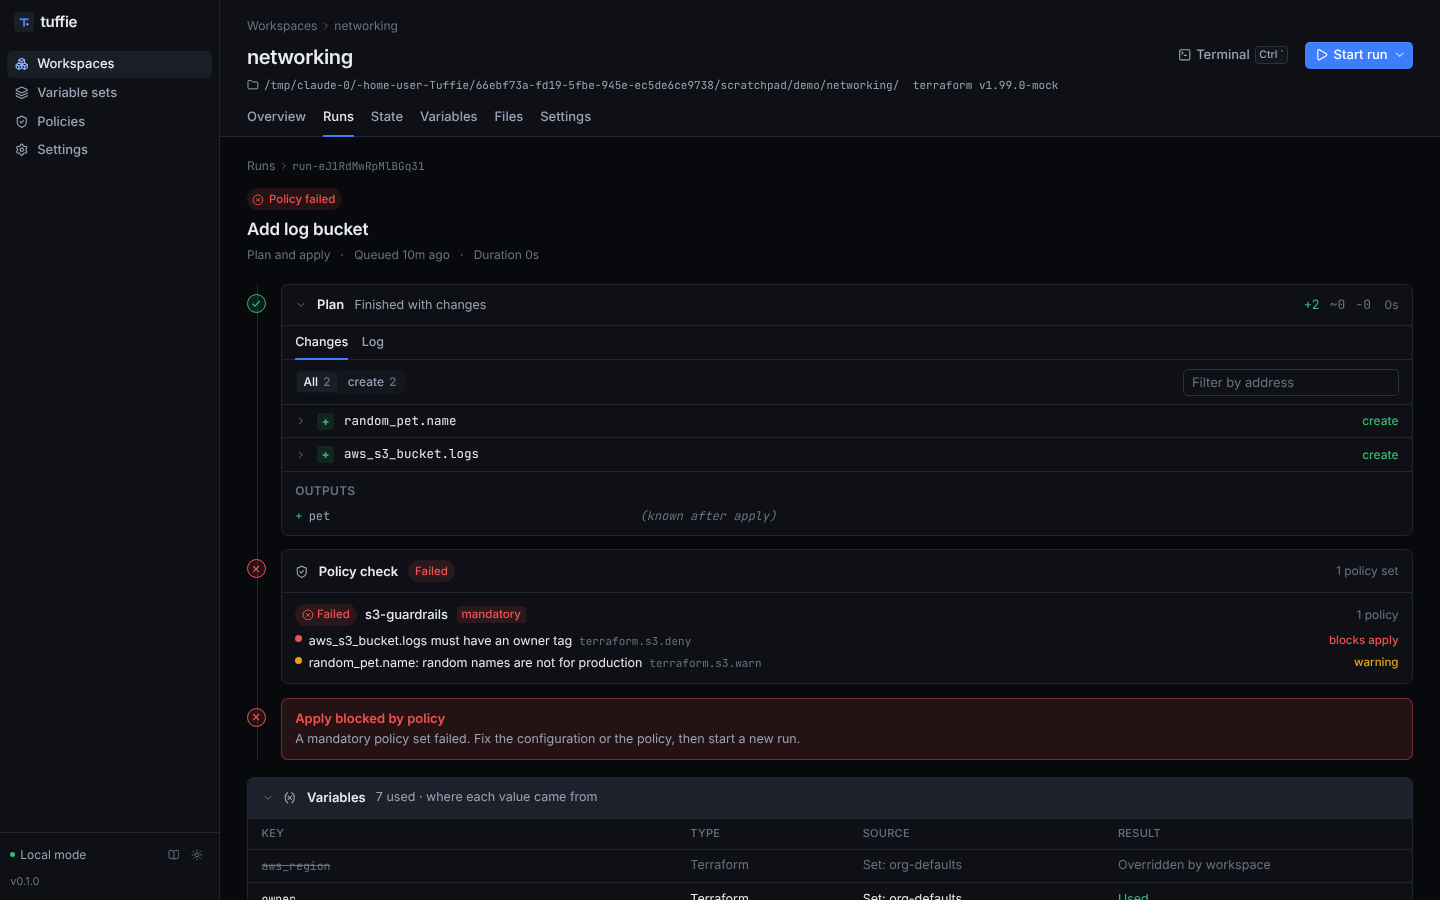 tuffie
Workspaces
Variable sets
Policies
Settings
Local mode
v0.1.0
Workspaces › networking
networking
Terminal Ctrl `
Start run
/tmp/claude-0/-home-user-Tuffie/66ebf73a-fd19-5fbe-945e-ec5de6ce9738/scratchpad/demo/networking/ terraform v1.99.0-mock
Overview Runs State Variables Files Settings
Runs › run-eJ1RdMwRpMlBGq31
Policy failed
Add log bucket
Plan and apply · Queued 10m ago · Duration 0s
Plan Finished with changes +2 ~0 -0 0s
Changes Log
All 2 create 2 Filter by address
+ random_pet.name create
+ aws_s3_bucket.logs create
OUTPUTS
+ pet (known after apply)
Policy check Failed 1 policy set
Failed s3-guardrails mandatory 1 policy
aws_s3_bucket.logs must have an owner tag terraform.s3.deny blocks apply
random_pet.name: random names are not for production terraform.s3.warn warning
Apply blocked by policy
A mandatory policy set failed. Fix the configuration or the policy, then start a new run.
Variables 7 used · where each value came from
KEY TYPE SOURCE RESULT
aws_region Terraform Set: org-defaults Overridden by workspace
owner Terraform Set: org-defaults Used